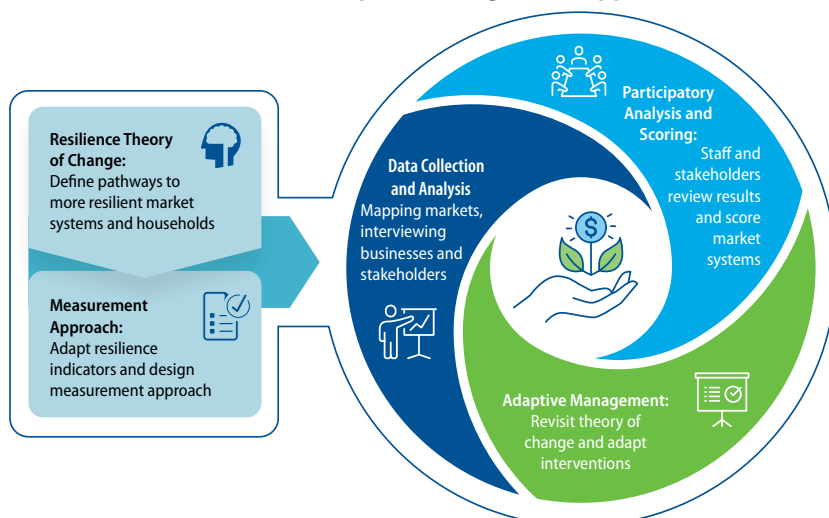 Resilience Theory
of Change:
Define pathways to
more resilient market
systems and households
Measurement
Approach:
Adapt resilience
indicators and design
measurement approach
Data Collection
and Analysis
Mapping markets,
interviewing
businesses and
stakeholders
Participatory
Analysis and
Scoring:
Staff and
stakeholders
review results
and score
market
systems
$
Adaptive Management:
Revisit theory of
change and adapt
interventions